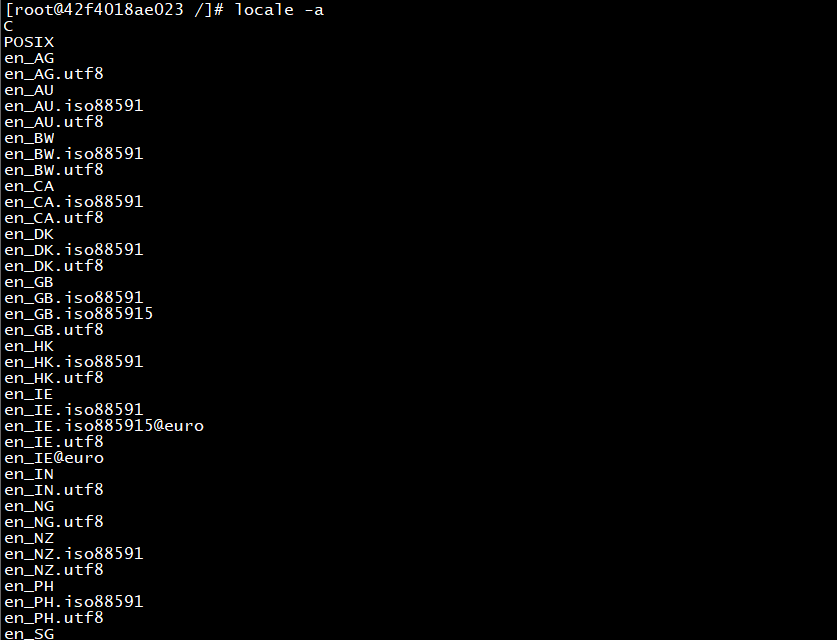 [root@42f4018ae023 /]# locale -a
C
POSIX
en_AG
en_AG.utf8
en_AU
en_AU.iso88591
en_AU.utf8
en_BW
en_BW.iso88591
en_BW.utf8
en_CA
en_CA.iso88591
en_CA.utf8
en_DK
en_DK.iso88591
en_DK.utf8
en_GB
en_GB.iso88591
en_GB.iso885915
en_GB.utf8
en_HK
en_HK.iso88591
en_HK.utf8
en_IE
en_IE.iso88591
en_IE.iso885915@euro
en_IE.utf8
en_IE@euro
en_IN
en_IN.utf8
en_NG
en_NG.utf8
en_NZ
en_NZ.iso88591
en_NZ.utf8
en_PH
en_PH.iso88591
en_PH.utf8
en_SG